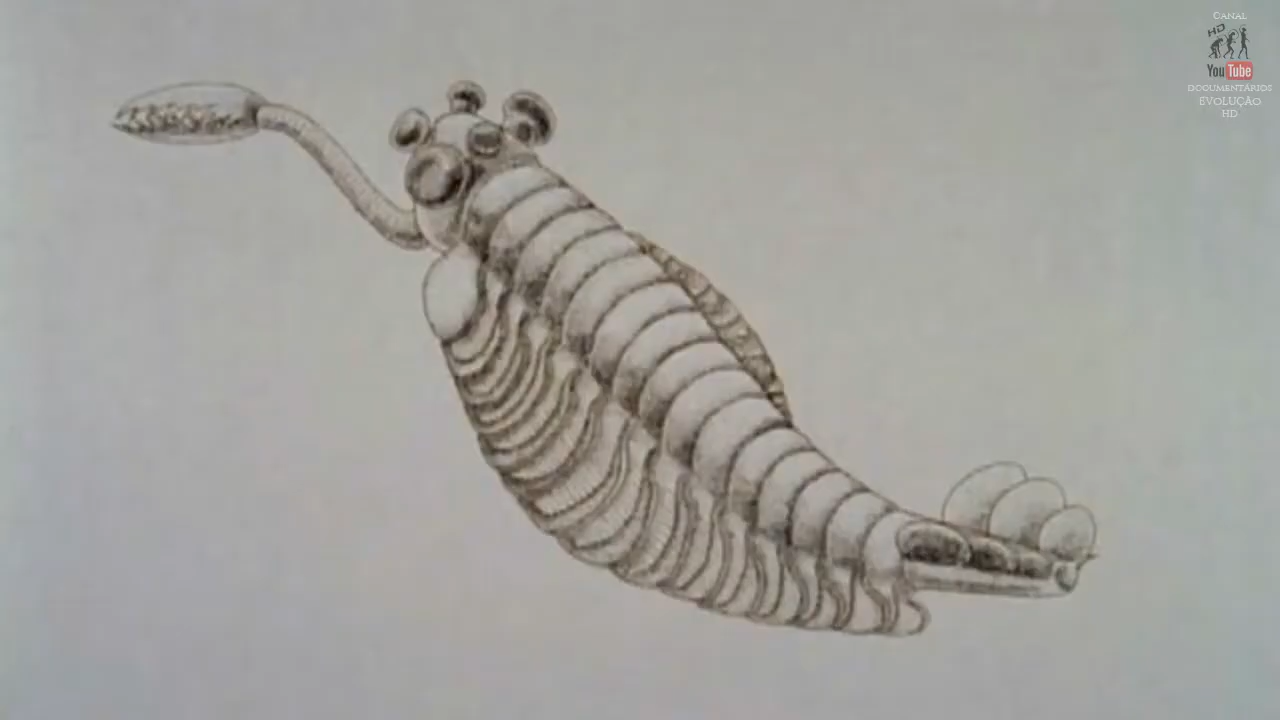 Canal
HD
YouTube
Documentários
Evolução
HD